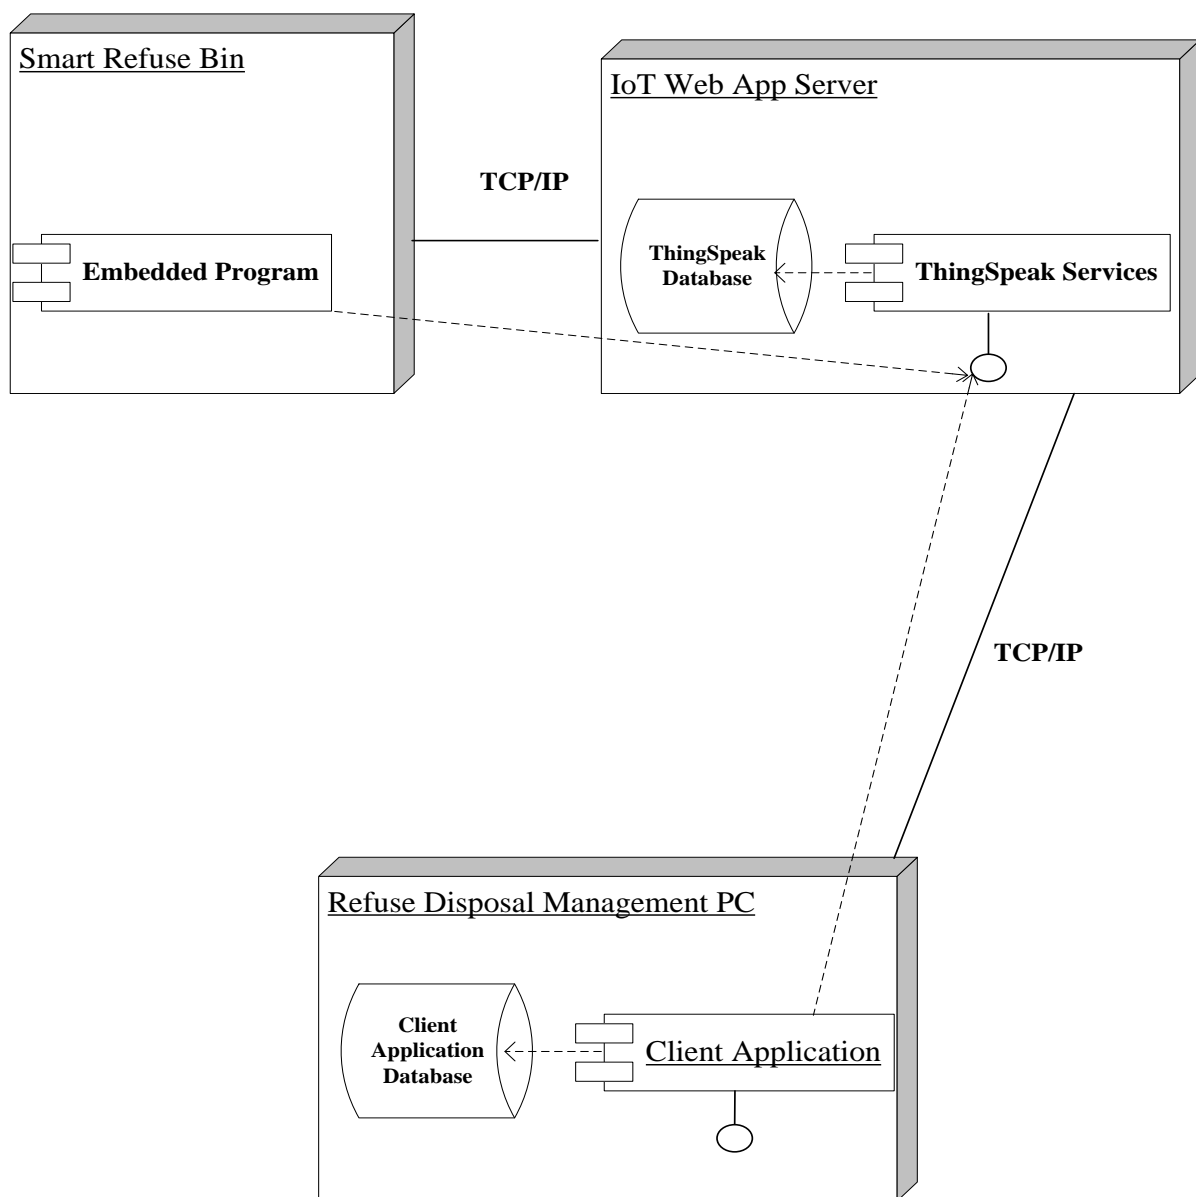 Smart Refuse Bin
IoT Web App Server
TCP/IP
Embedded Program
ThingSpeak
Database
ThingSpeak Services
TCP/IP
Refuse Disposal Management PC
Client
Application
Database
Client Application